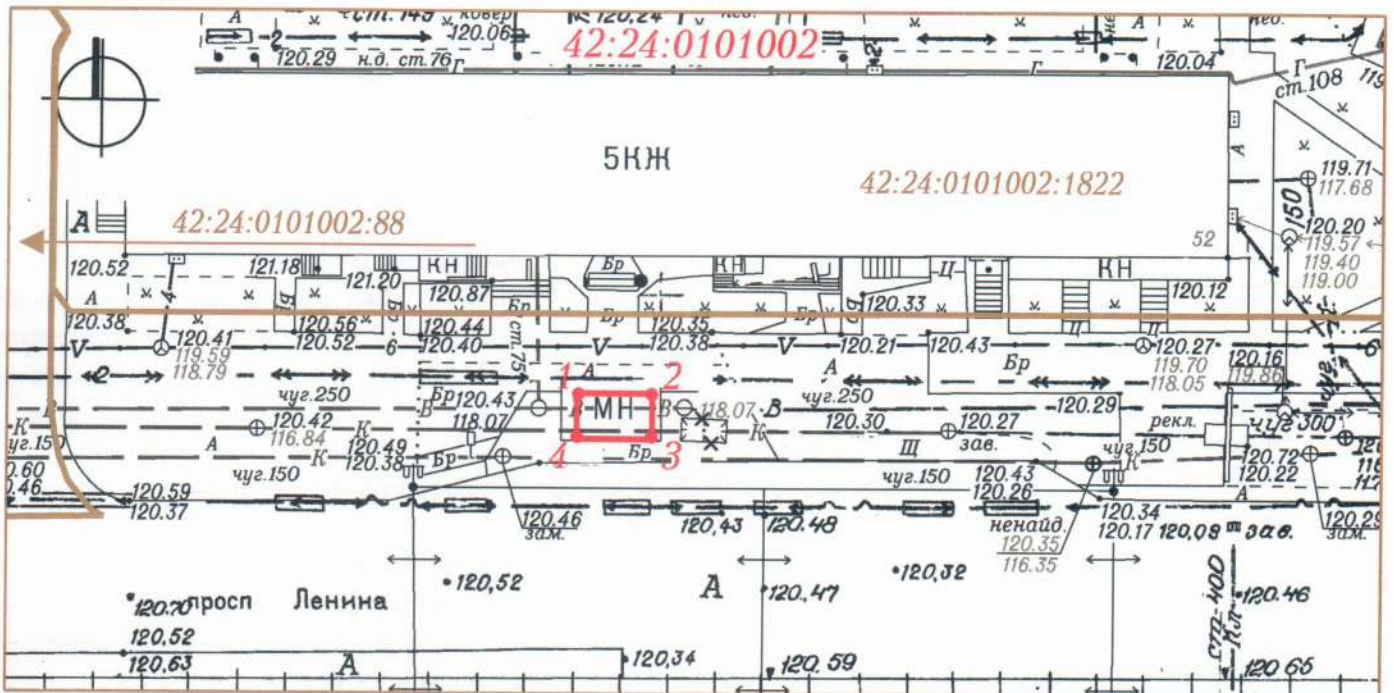 А ст. 149 ковер 120,24 А
120.06
42:24:0101002
120.29 н.д. ст.76 Г Г 120.04 Г
ст.108
5КЖ
42:24:0101002:1822
119.71
117.68
150
А
42:24:0101002:88
А
120.20
119.57
119.40
119.00
52
120.52 121.18 121.20 КН Бр КН Ц КН
120.87 Бр 120.33 120.12
А 4 Бр Б Бр Бр Б
120.38 120.56 120.44 120.35 Ц Ц
120.52 6 120.40 ст.75 120.38 120.21 120.43 120.27 120.16 6
V 120.41 V V 119.70 119.86
119.59 118.05
118.79
2 А 1 2 А Бр
чуг.250 Бр 120.43 чуг.250
В В В МН В 118.07 В 120.29 чуг 300
120.42 118.07 120.30 120.27 рекл.
116.84 К К зав. чуг.150
чуг.150 А 120.49 4 Бр 3 Щ К 120.72
К 120.38 Бр 120.43 120.22
чуг.150 чуг.150
0.60
0.46
120.59 120.26 А
120.37 120.46 120,43 120.48 ненайд. 120.34 120.29
зам. 120.35 120.17 120,09 зав. зам.
116.35
120,52 А 120,32
120.70 просп Ленина 120,47 ст-400 120.46
120,52
120,63 А 120,34 120.59 120 65